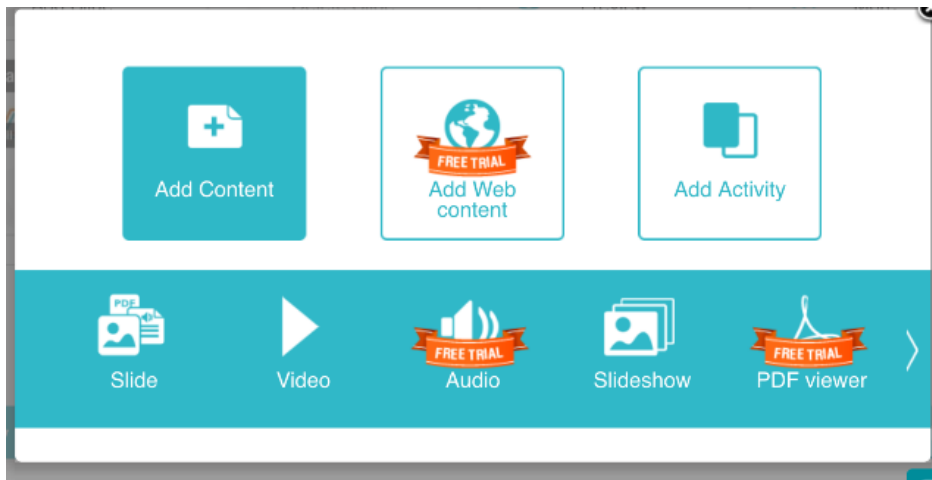 FREE TRIAL
Add Content
Add Web
content
Add Activity
PDF
FREE TRIAL
FREE TRIAL
Slide
Video
Audio
Slideshow
PDF viewer